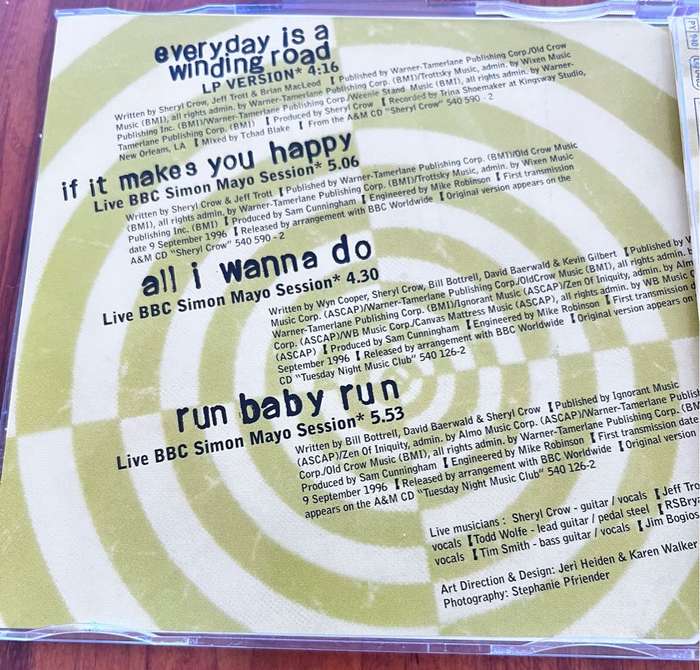 everyday is a
winding road
LP VERSION* 4:16
Written by Sheryl Crow, Jeff Trott & Brian MacLeod [ Published by Warner-Tamerlane Publishing Corp./Old Crow
Music (BMI), all rights admin. by Warner-Tamerlane Publishing Corp. (BMI)/Trottsky Music, admin. by Wixen Music
Publishing Inc. (BMI)/Warner-Tamerlane Publishing Corp./Weenie Stand Music (BMI), all rights admin. by Warner-
Tamerlane Publishing Corp. (BMI) [ Produced by Sheryl Crow [ Recorded by Trina Shoemaker at Kingsway Studio,
New Orleans, LA [ Mixed by Tchad Blake [ From the A&M CD "Sheryl Crow" 540 590 - 2
if it makes you happy
Live BBC Simon Mayo Session* 5.06
Written by Sheryl Crow & Jeff Trott [ Published by Warner-Tamerlane Publishing Corp. (BMI)/Old Crow Music
(BMI), all rights admin. by Warner-Tamerlane Publishing Corp. (BMI)/Trottsky Music, admin. by Wixen Music
Publishing Inc. (BMI) [ Produced by Sam Cunningham [ Engineered by Mike Robinson [ First transmission
date 9 September 1996 [ Released by arrangement with BBC Worldwide [ Original version appears on the
A&M CD "Sheryl Crow" 540 590 - 2
all i wanna do
Live BBC Simon Mayo Session* 4.30
Written by Wyn Cooper, Sheryl Crow, Bill Bottrell, David Baerwald & Kevin Gilbert [ Published by
Music Corp. (ASCAP)/Warner-Tamerlane Publishing Corp./OldCrow Music (BMI), all rights admin. b
Warner-Tamerlane Publishing Corp. (BMI)/Ignorant Music (ASCAP)/Zen Of Iniquity, admin. by Almo
Corp. (ASCAP)/WB Music Corp./Canvas Mattress Music (ASCAP), all rights admin. by WB Music
(ASCAP) [ Produced by Sam Cunningham [ Engineered by Mike Robinson [ First transmission
September 1996 [ Released by arrangement with BBC Worldwide [ Original version appears on
CD "Tuesday Night Music Club" 540 126-2
run baby run
Live BBC Simon Mayo Session* 5.53
Written by Bill Bottrell, David Baerwald & Sheryl Crow [ Published by Ignorant Music
(ASCAP)/Zen Of Iniquity, admin. by Almo Music Corp. (ASCAP)/Warner-Tamerlane Publish
Corp./Old Crow Music (BMI), all rights admin. by Warner-Tamerlane Publishing Corp. (BM
Produced by Sam Cunningham [ Engineered by Mike Robinson [ First transmission date
9 September 1996 [ Released by arrangement with BBC Worldwide [ Original version
appears on the A&M CD "Tuesday Night Music Club" 540 126-2
Live musicians: Sheryl Crow - guitar / vocals [ Jeff Tro
vocals [ Todd Wolfe - lead guitar / pedal steel [ RSBry
vocals [ Tim Smith - bass guitar / vocals [ Jim Bogios
Art Direction & Design: Jeri Heiden & Karen Walker
Photography: Stephanie Pfriender